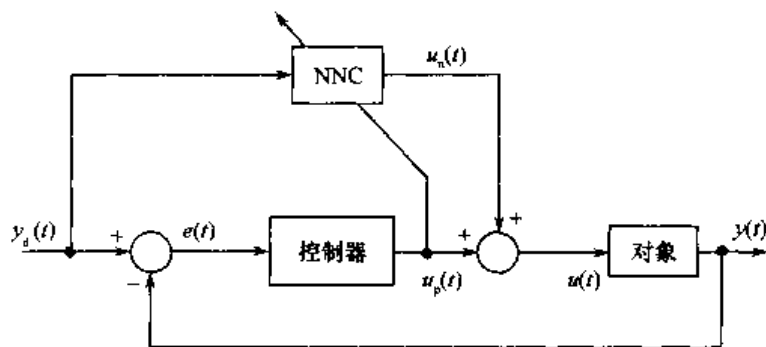 NNC
u_n(t)
y_d(t)
+
−
e(t)
控制器
u_p(t)
+
+
u(t)
对象
y(t)